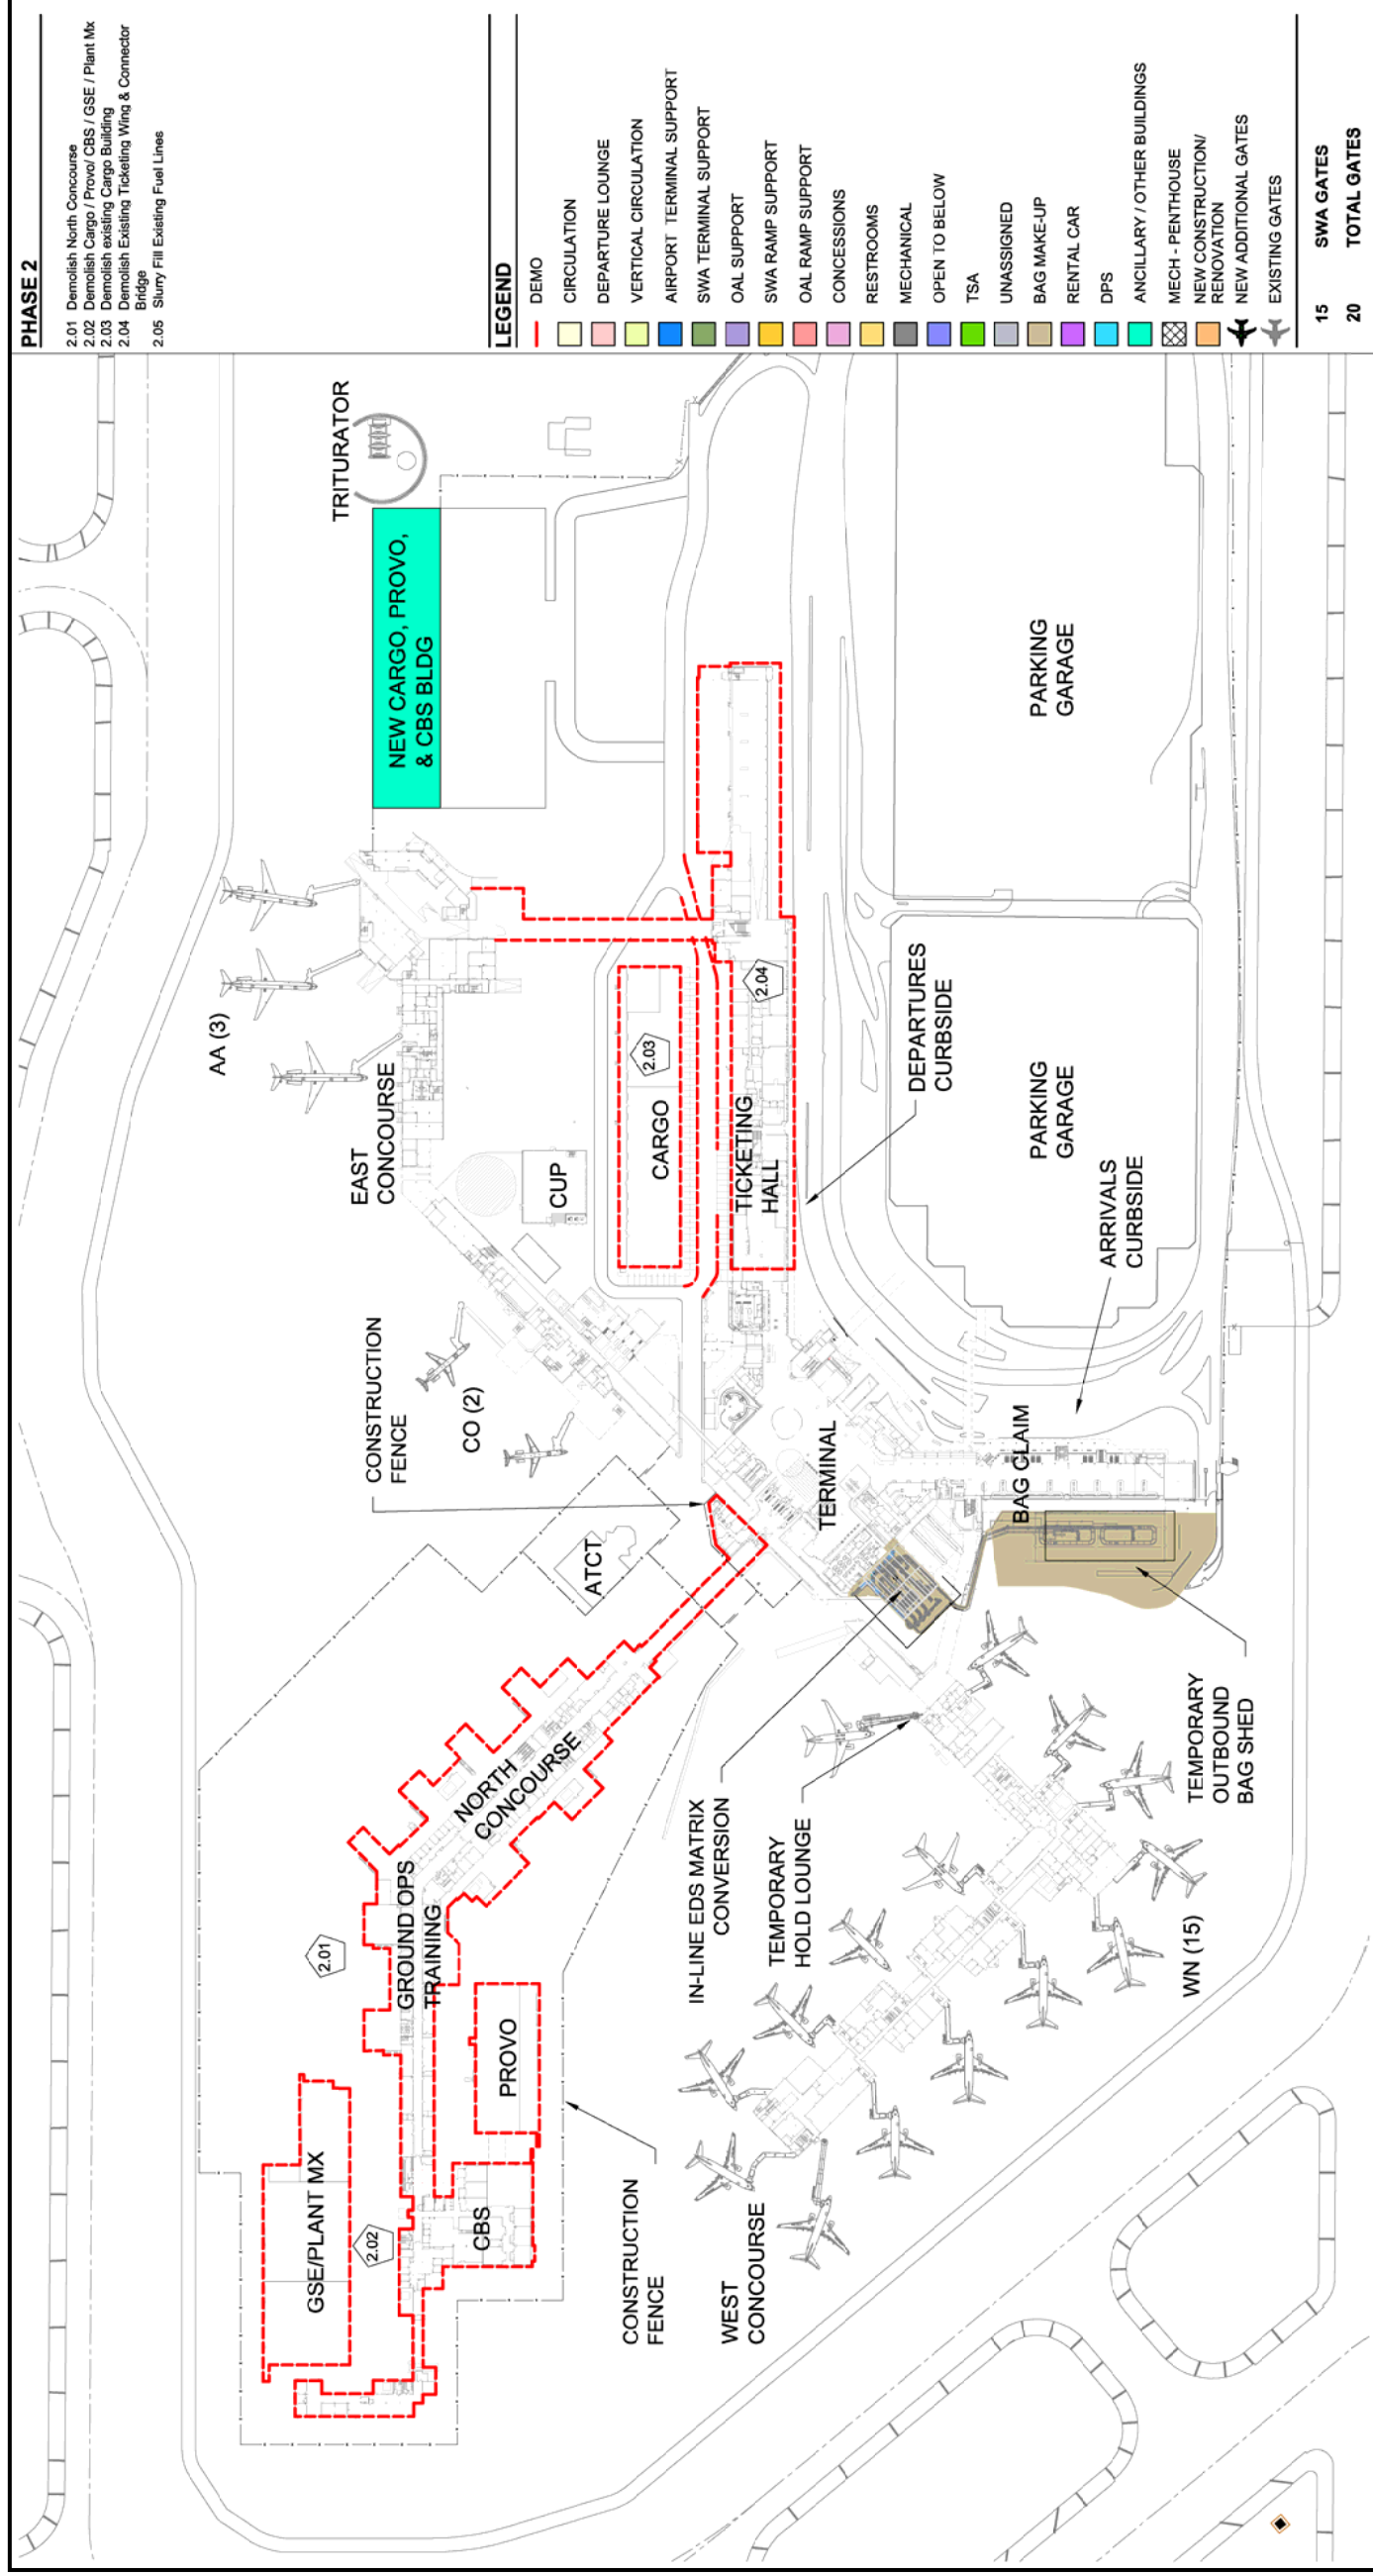 PHASE 2
2.01 Demolish North Concourse
2.02 Demolish Cargo / Provo/ CBS / GSE / Plant Mx
2.03 Demolish existing Cargo Building
2.04 Demolish Existing Ticketing Wing & Connector
Bridge
2.05 Slurry Fill Existing Fuel Lines
LEGEND
DEMO
CIRCULATION
DEPARTURE LOUNGE
VERTICAL CIRCULATION
AIRPORT TERMINAL SUPPORT
SWA TERMINAL SUPPORT
OAL SUPPORT
SWA RAMP SUPPORT
OAL RAMP SUPPORT
CONCESSIONS
RESTROOMS
MECHANICAL
OPEN TO BELOW
TSA
UNASSIGNED
BAG MAKE-UP
RENTAL CAR
DPS
ANCILLARY / OTHER BUILDINGS
MECH - PENTHOUSE
NEW CONSTRUCTION/
RENOVATION
NEW ADDITIONAL GATES
EXISTING GATES
15 SWA GATES
20 TOTAL GATES
TRITURATOR
NEW CARGO, PROVO,
& CBS BLDG
AA (3)
EAST
CONCOURSE
CUP
CARGO
2.03
2.04
TICKETING
HALL
DEPARTURES
CURBSIDE
PARKING
GARAGE
PARKING
GARAGE
ARRIVALS
CURBSIDE
CONSTRUCTION
FENCE
CO (2)
ATCT
TERMINAL
BAG CLAIM
2.01
GROUND OPS
TRAINING
NORTH
CONCOURSE
IN-LINE EDS MATRIX
CONVERSION
TEMPORARY
HOLD LOUNGE
TEMPORARY
OUTBOUND
BAG SHED
GSE/PLANT MX
2.02
CBS
PROVO
CONSTRUCTION
FENCE
WEST
CONCOURSE
WN (15)